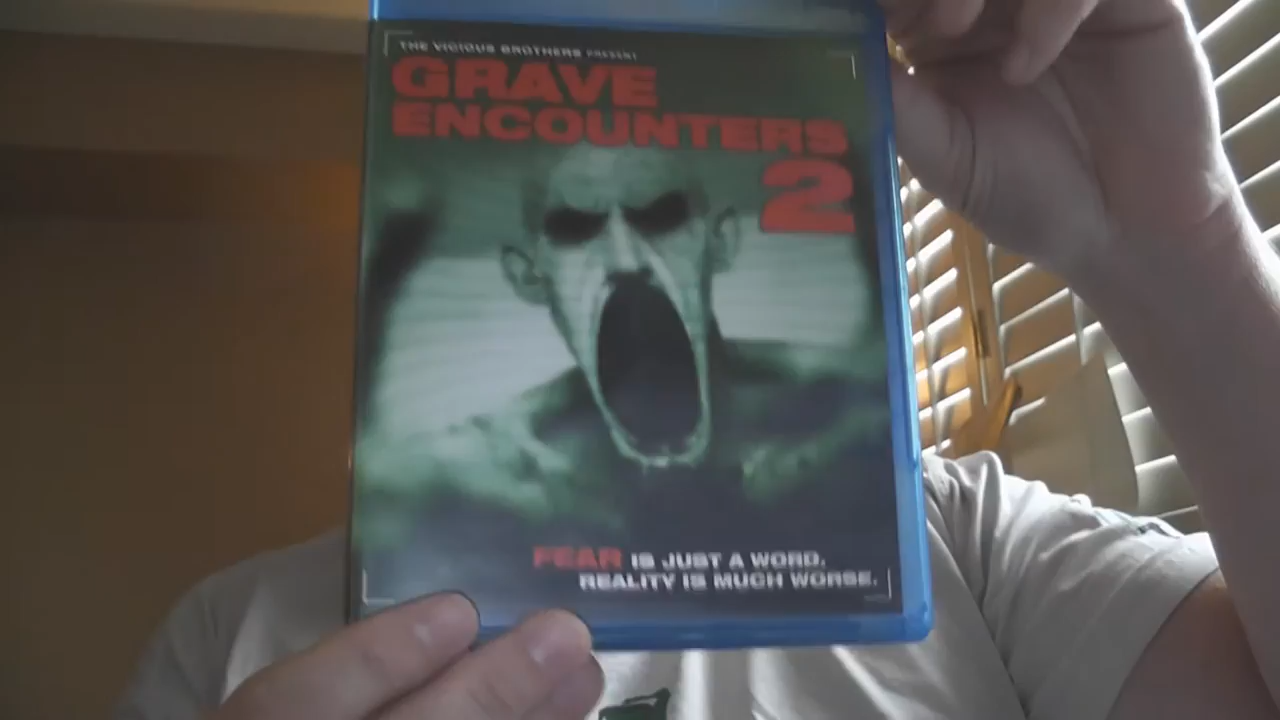 THE VICIOUS BROTHERS PRESENT
GRAVE
ENCOUNTERS
2
FEAR IS JUST A WORD.
REALITY IS MUCH WORSE.